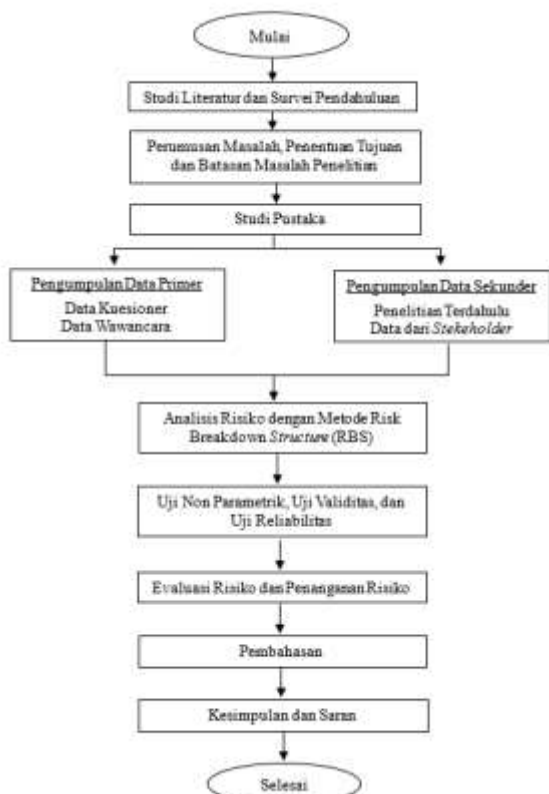 Mulai
Studi Literatur dan Survei Pendahuluan
Perumusan Masalah, Penentuan Tujuan
dan Batasan Masalah Penelitian
Studi Pustaka
Pengumpulan Data Primer
Data Kuesioner
Data Wawancara
Pengumpulan Data Sekunder
Penelitian Terdahulu
Data dari Stekeholder
Analisis Risiko dengan Metode Risk
Breakdown Structure (RBS)
Uji Non Parametrik, Uji Validitas, dan
Uji Reliabilitas
Evaluasi Risiko dan Penanganan Risiko
Pembahasan
Kesimpulan dan Saran
Selesai